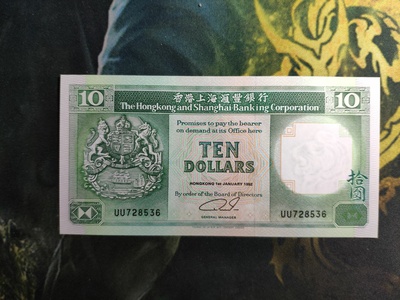 10 香港上海滙豐銀行 10
The Hongkong and Shanghai Banking Corporation
Promises to pay the bearer
on demand at its Office here
TEN
DOLLARS
HONGKONG 1st JANUARY 1992
By order of the Board of Directors
拾圓
UU728536 UU728536
GENERAL MANAGER